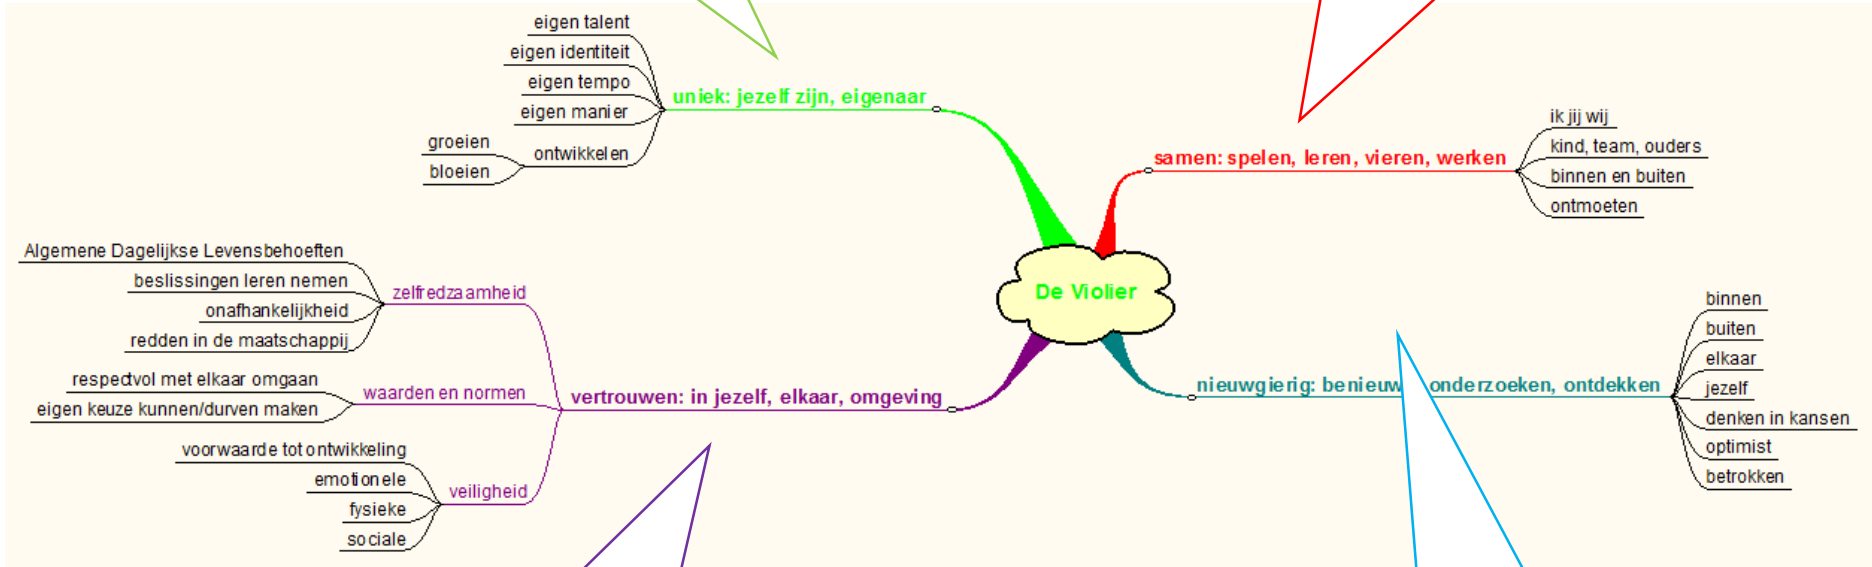 eigen talent
eigen identiteit
eigen tempo
eigen manier
groeien
bloeien
ontwikkelen
uniek: jezelf zijn, eigenaar
samen: spelen, leren, vieren, werken
ik jij wij
kind, team, ouders
binnen en buiten
ontmoeten
De Violier
Algemene Dagelijkse Levensbehoeften
beslissingen leren nemen
onafhankelijkheid
redden in de maatschappij
zelfredzaamheid
respectvol met elkaar omgaan
eigen keuze kunnen/durven maken
waarden en normen
voorwaarde tot ontwikkeling
emotionele
fysieke
sociale
veiligheid
vertrouwen: in jezelf, elkaar, omgeving
nieuwgierig: onderzoeken, ontdekken
binnen
buiten
elkaar
jezelf
denken in kansen
optimist
betrokken